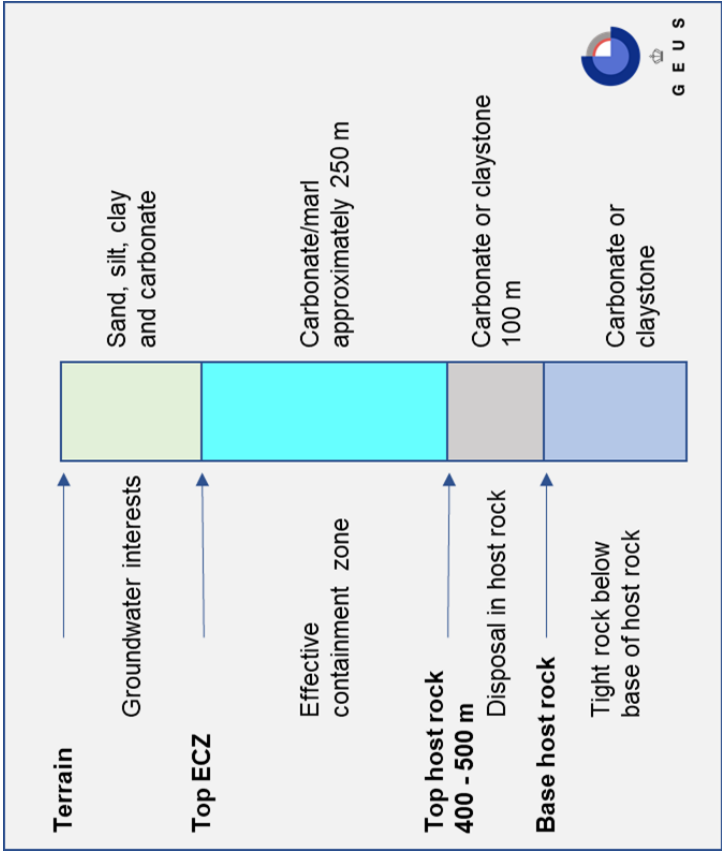 Terrain
Groundwater interests
Sand, silt, clay
and carbonate
Top ECZ
Effective
containment zone
Carbonate/marl
approximately 250 m
Top host rock
400 - 500 m
Disposal in host rock
Carbonate or claystone
100 m
Base host rock
Tight rock below
base of host rock
Carbonate or
claystone
G E U S